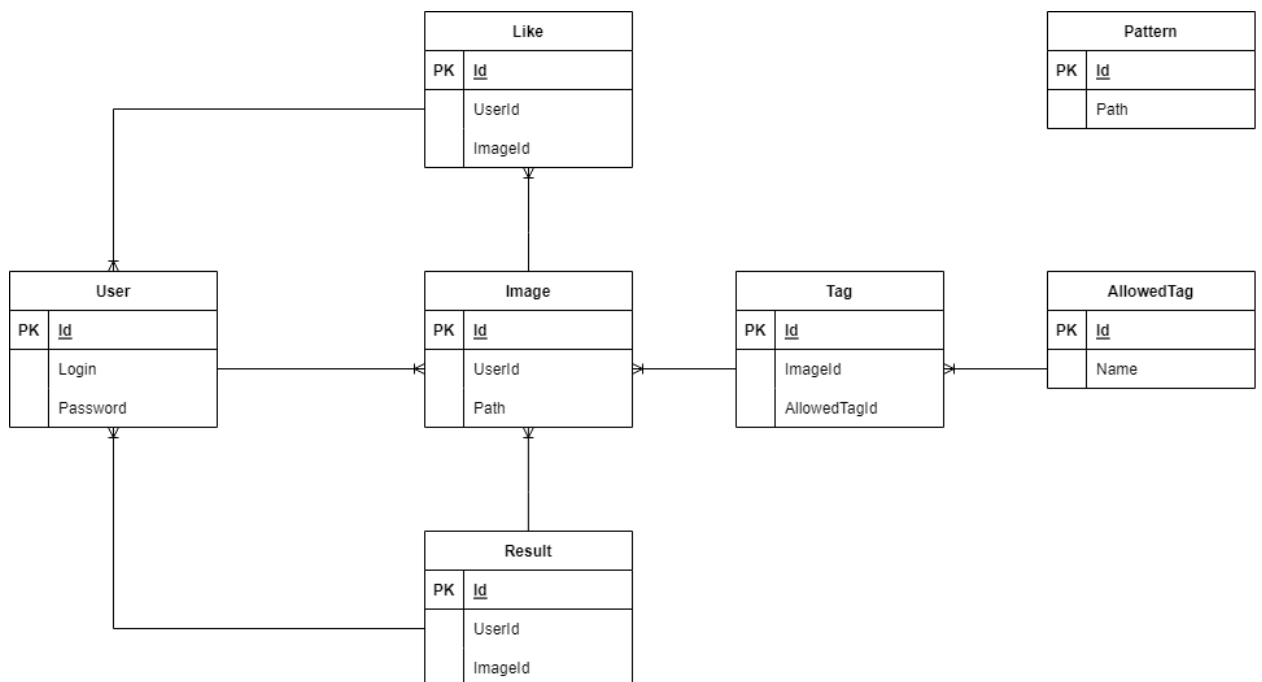 Like
PK Id
UserId
ImageId
Pattern
PK Id
Path
User
PK Id
Login
Password
Image
PK Id
UserId
Path
Tag
PK Id
ImageId
AllowedTagId
AllowedTag
PK Id
Name
Result
PK Id
UserId
ImageId